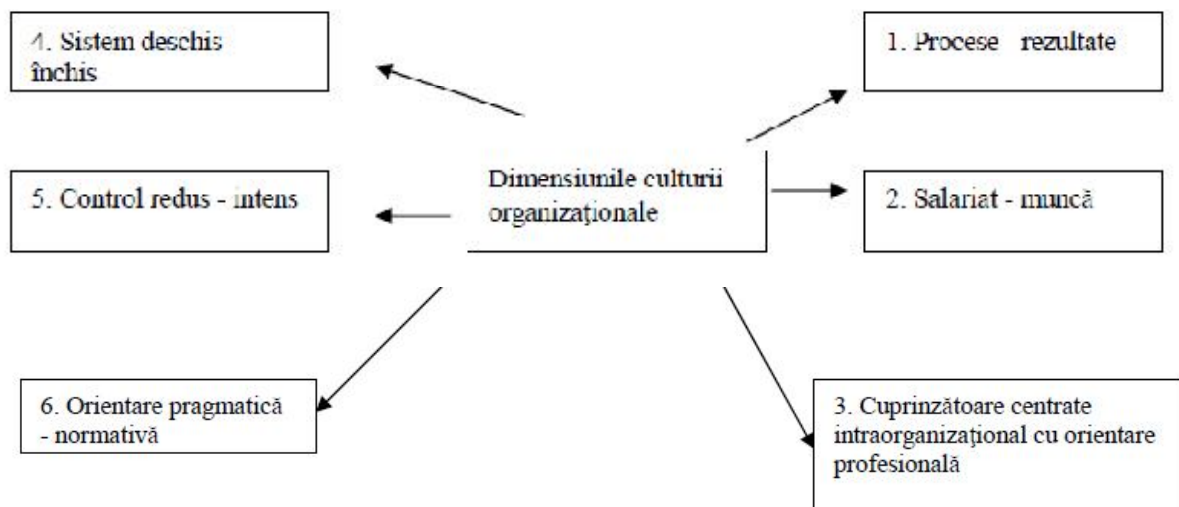 4. Sistem deschis
închis
1. Procese rezultate
Dimensiunile culturii
organizaţionale
5. Control redus - intens
2. Salariat - muncă
6. Orientare pragmatică
- normativă
3. Cuprinzătoare centrate
intraorganizaţional cu orientare
profesională